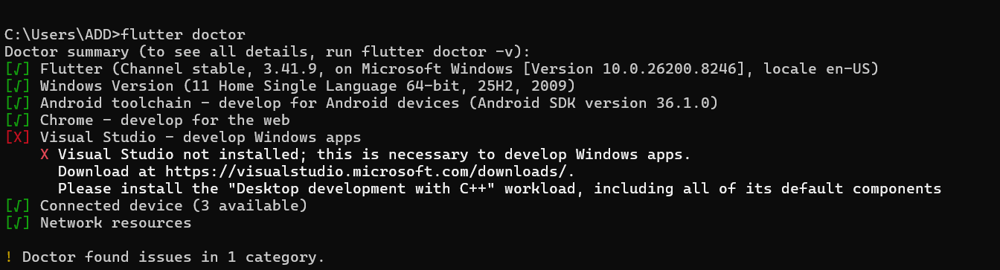 C:\Users\ADD>flutter doctor
Doctor summary (to see all details, run flutter doctor -v):
[√] Flutter (Channel stable, 3.41.9, on Microsoft Windows [Version 10.0.26200.8246], locale en-US)
[√] Windows Version (11 Home Single Language 64-bit, 25H2, 2009)
[√] Android toolchain - develop for Android devices (Android SDK version 36.1.0)
[√] Chrome - develop for the web
[X] Visual Studio - develop Windows apps
    X Visual Studio not installed; this is necessary to develop Windows apps.
      Download at https://visualstudio.microsoft.com/downloads/.
      Please install the "Desktop development with C++" workload, including all of its default components
[√] Connected device (3 available)
[√] Network resources
! Doctor found issues in 1 category.